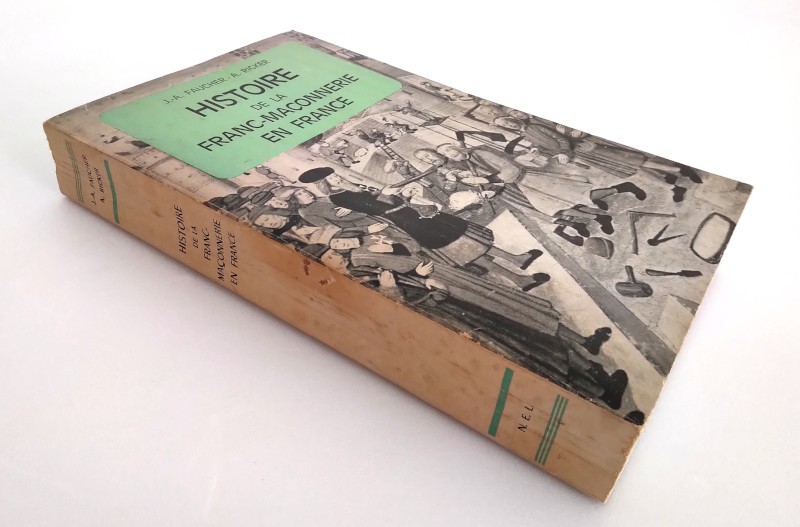 J.-A. FAUCHER - A. RICKER
HISTOIRE
DE LA
FRANC-MAÇONNERIE
EN FRANCE
J.-A. FAUCHER
A. RICKER
HISTOIRE
DE LA
FRANC-
MAÇONNERIE
EN FRANCE
N.E.L.